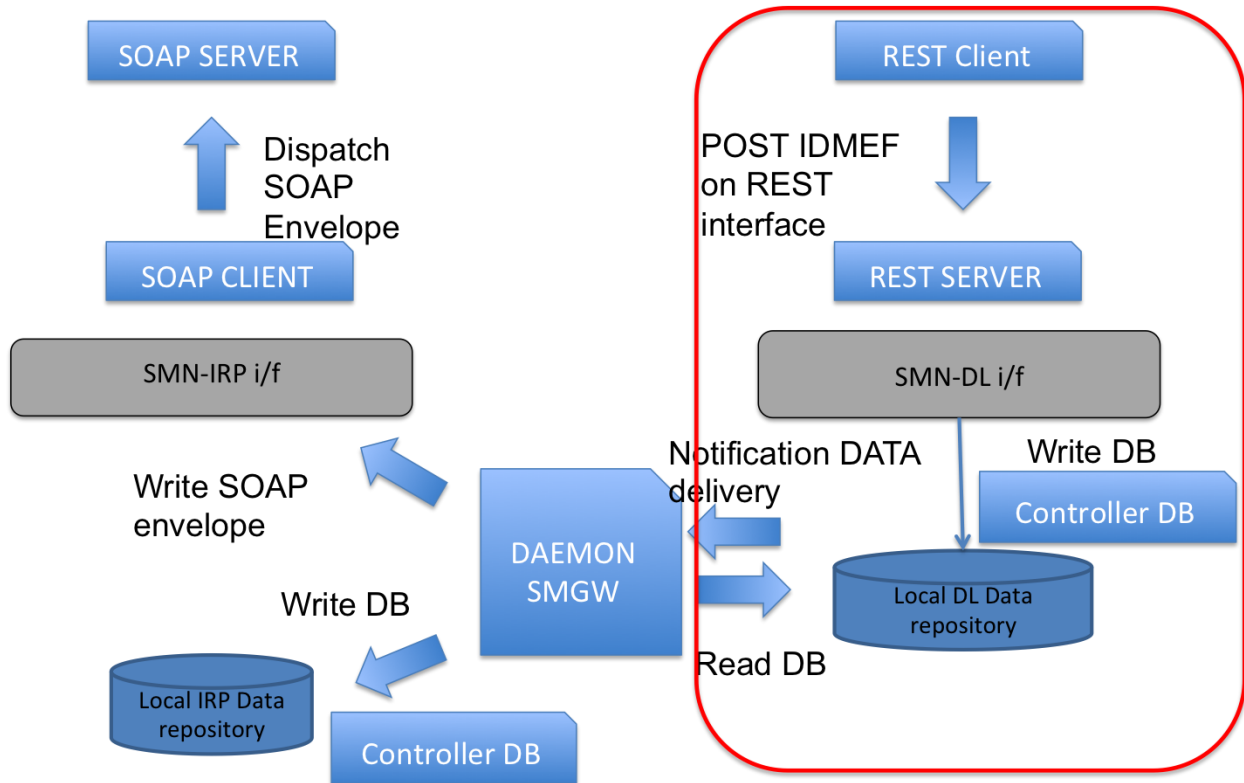 SOAP SERVER
REST Client
Dispatch
SOAP
Envelope
POST IDMEF
on REST
interface
SOAP CLIENT
REST SERVER
SMN-IRP i/f
SMN-DL i/f
Notification DATA
delivery
Write DB
Controller DB
Write SOAP
envelope
DAEMON
SMGW
Local DL Data
repository
Write DB
Read DB
Local IRP Data
repository
Controller DB